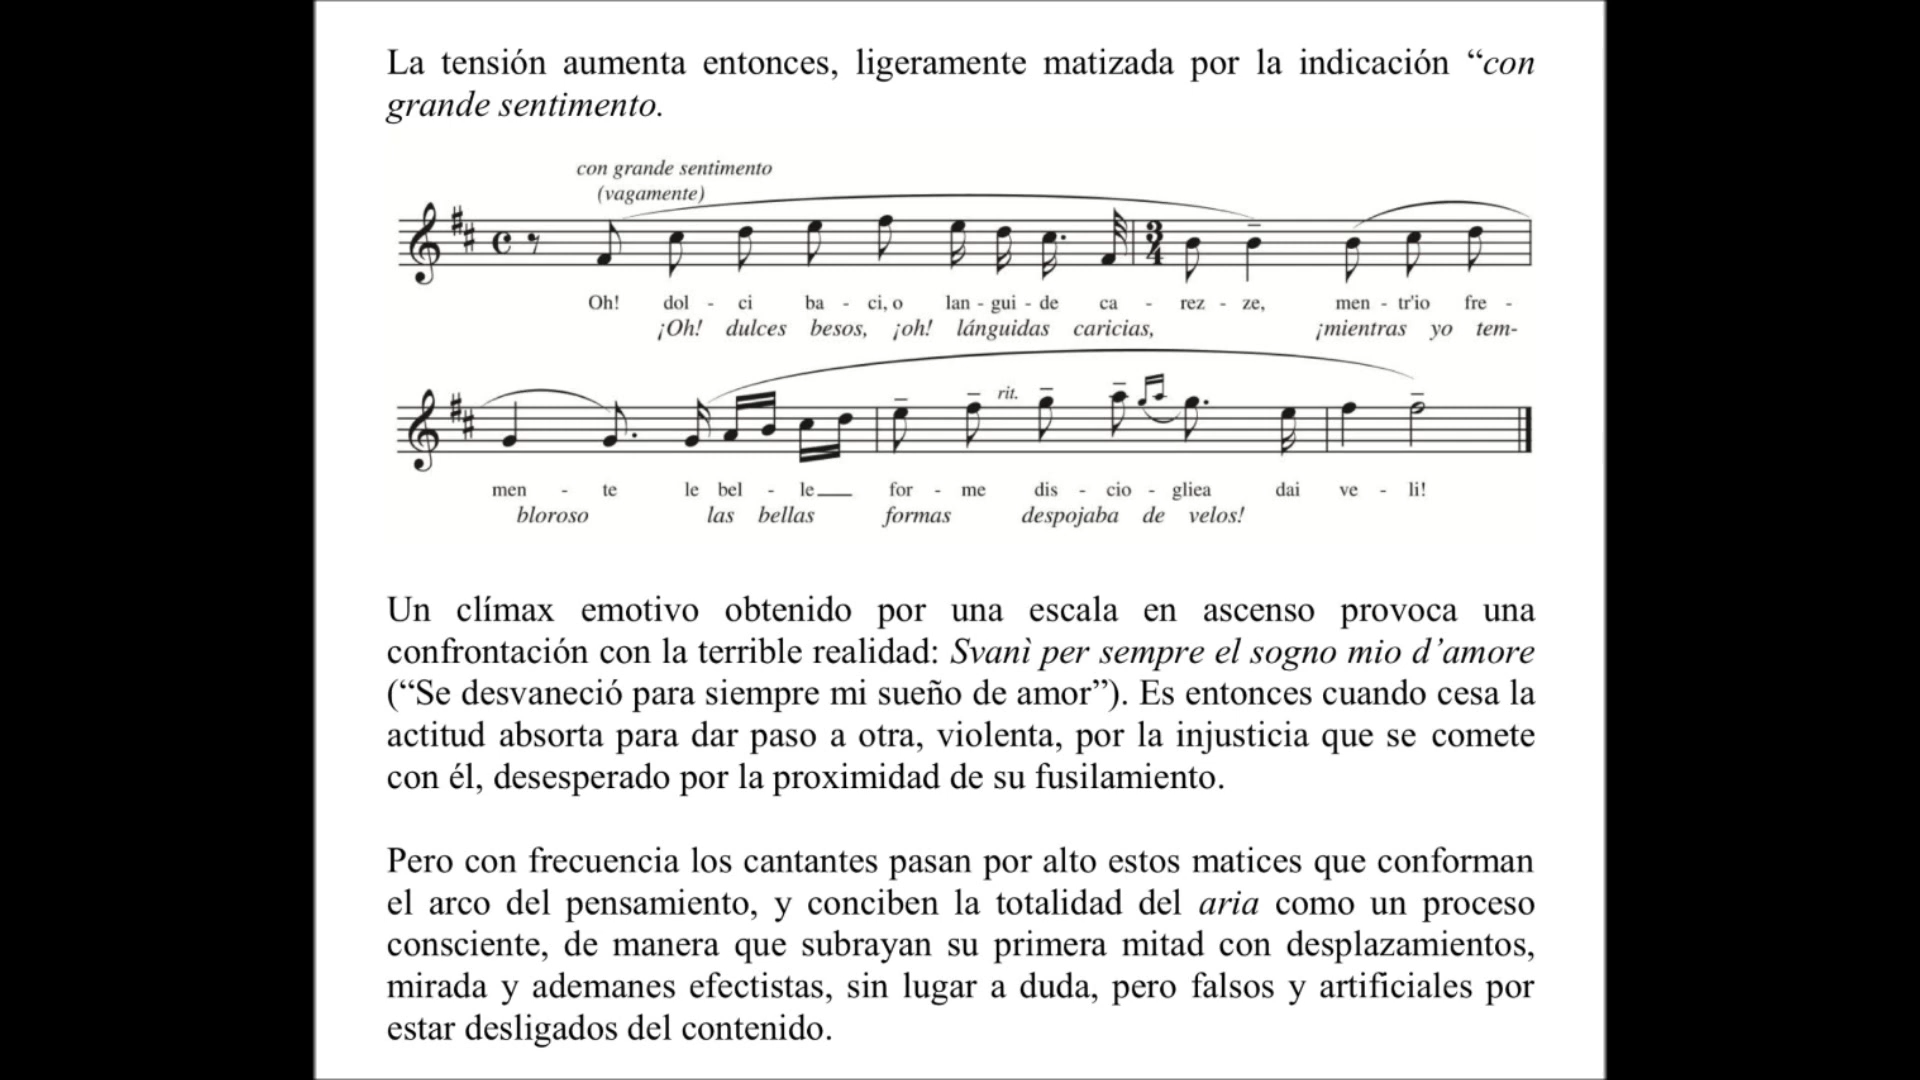 La tensión aumenta entonces, ligeramente matizada por la indicación “con
grande sentimento.
con grande sentimento
(vagamente)
3
4
Oh! dol - ci ba - ci, o lan - gui - de ca - rez - ze, men - tr'io fre -
¡Oh! dulces besos, ¡oh! lánguidas caricias, ¡mientras yo tem-
rit.
men - te le bel - le for - me dis - cio - gliea dai ve - li!
bloroso las bellas formas despojaba de velos!
Un clímax emotivo obtenido por una escala en ascenso provoca una
confrontación con la terrible realidad: Svanì per sempre el sogno mio d’amore
(“Se desvaneció para siempre mi sueño de amor”). Es entonces cuando cesa la
actitud absorta para dar paso a otra, violenta, por la injusticia que se comete
con él, desesperado por la proximidad de su fusilamiento.
Pero con frecuencia los cantantes pasan por alto estos matices que conforman
el arco del pensamiento, y conciben la totalidad del aria como un proceso
consciente, de manera que subrayan su primera mitad con desplazamientos,
mirada y ademanes efectistas, sin lugar a duda, pero falsos y artificiales por
estar desligados del contenido.